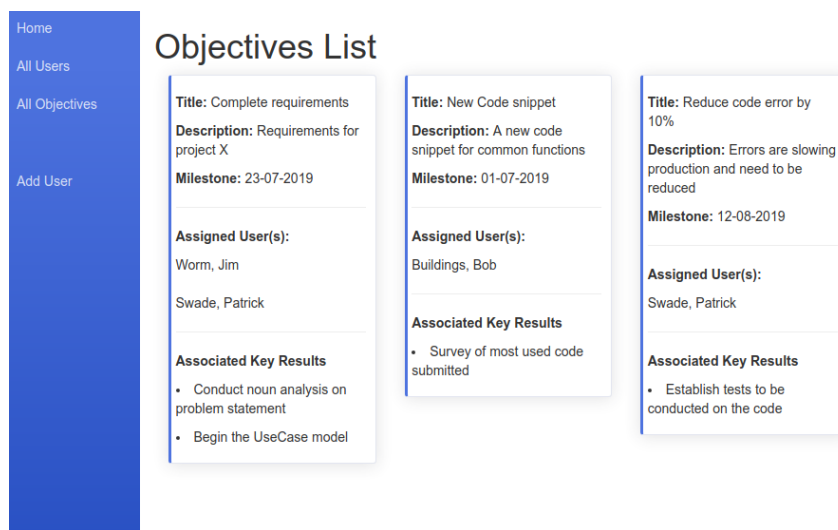 Home
All Users
All Objectives
Add User
Objectives List
Title: Complete requirements
Description: Requirements for
project X
Milestone: 23-07-2019
Assigned User(s):
Worm, Jim
Swade, Patrick
Associated Key Results
• Conduct noun analysis on
problem statement
• Begin the UseCase model
Title: New Code snippet
Description: A new code
snippet for common functions
Milestone: 01-07-2019
Assigned User(s):
Buildings, Bob
Associated Key Results
• Survey of most used code
submitted
Title: Reduce code error by
10%
Description: Errors are slowing
production and need to be
reduced
Milestone: 12-08-2019
Assigned User(s):
Swade, Patrick
Associated Key Results
• Establish tests to be
conducted on the code